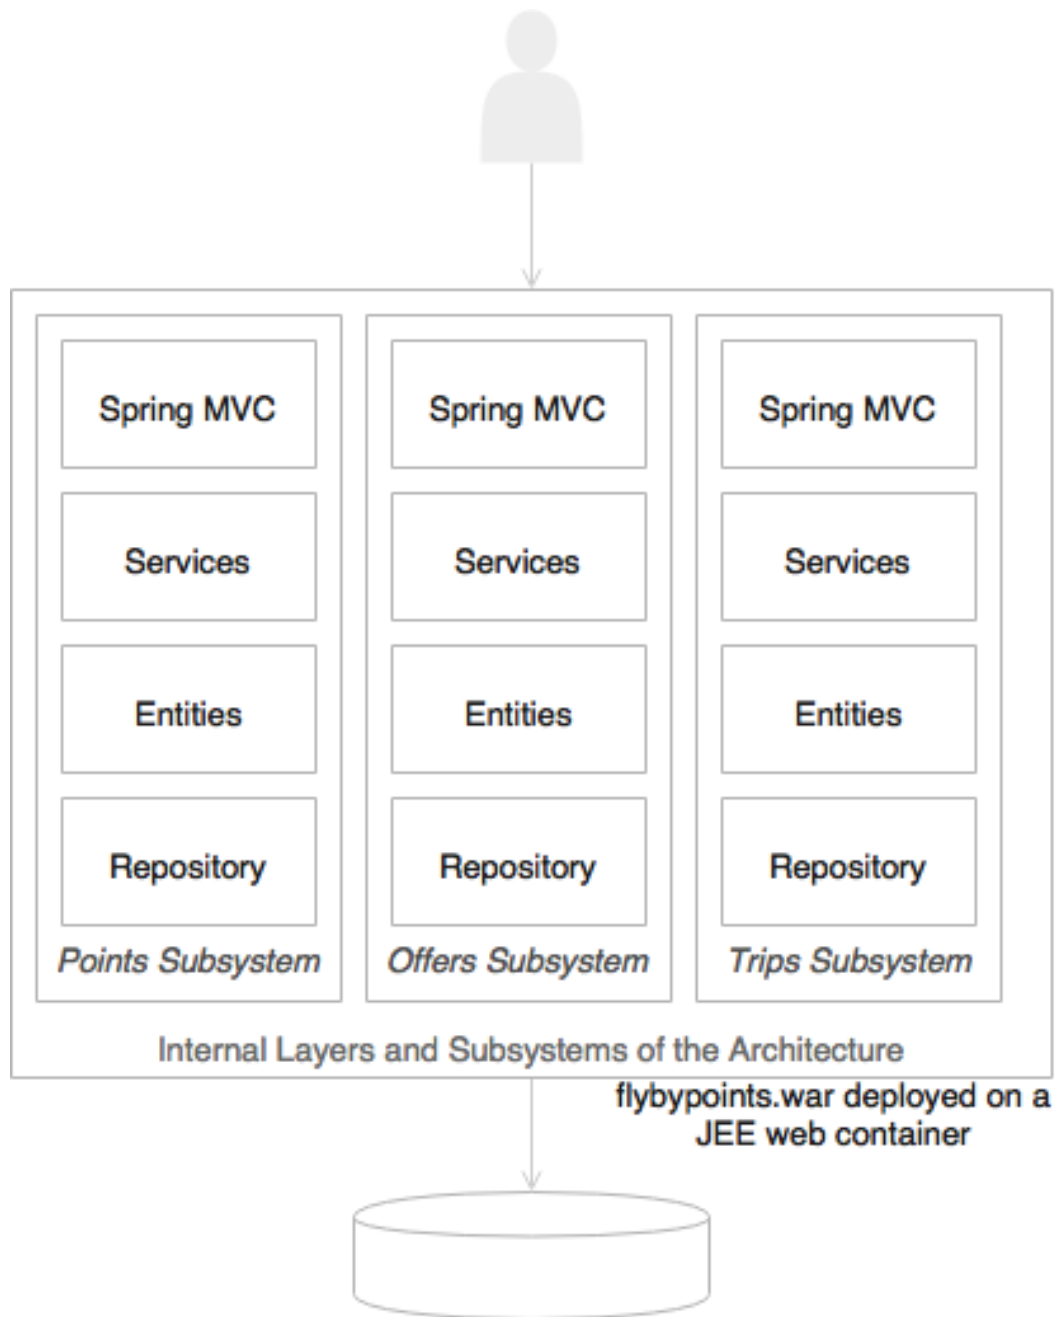 Spring MVC
Services
Entities
Repository
Points Subsystem
Spring MVC
Services
Entities
Repository
Offers Subsystem
Spring MVC
Services
Entities
Repository
Trips Subsystem
Internal Layers and Subsystems of the Architecture
flybypoints.war deployed on a
JEE web container